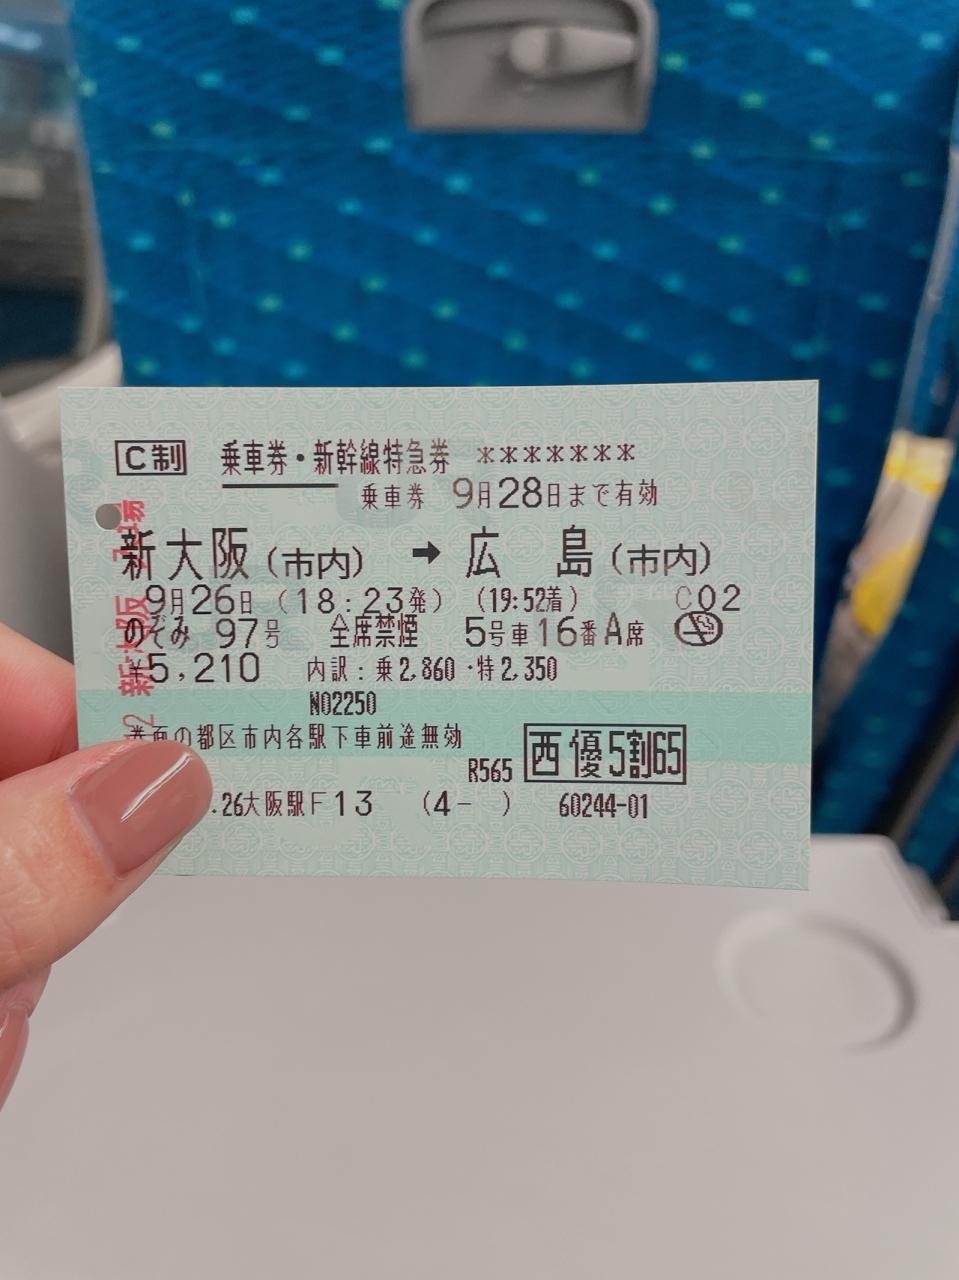 C制 乗車券・新幹線特急券 *******
乗車券 9月28日まで有効
新大阪(市内) ➡ 広島(市内)
9月26日 (18:23発) (19:52着) C02
のぞみ 97号 全席禁煙 5号車16番A席
¥5,210 内訳:乗2,860・特2,350
N02250
券面の都区市内各駅下車前途無効
R565 西優5割65
.26大阪駅F13 (4- ) 60244-01
新大阪